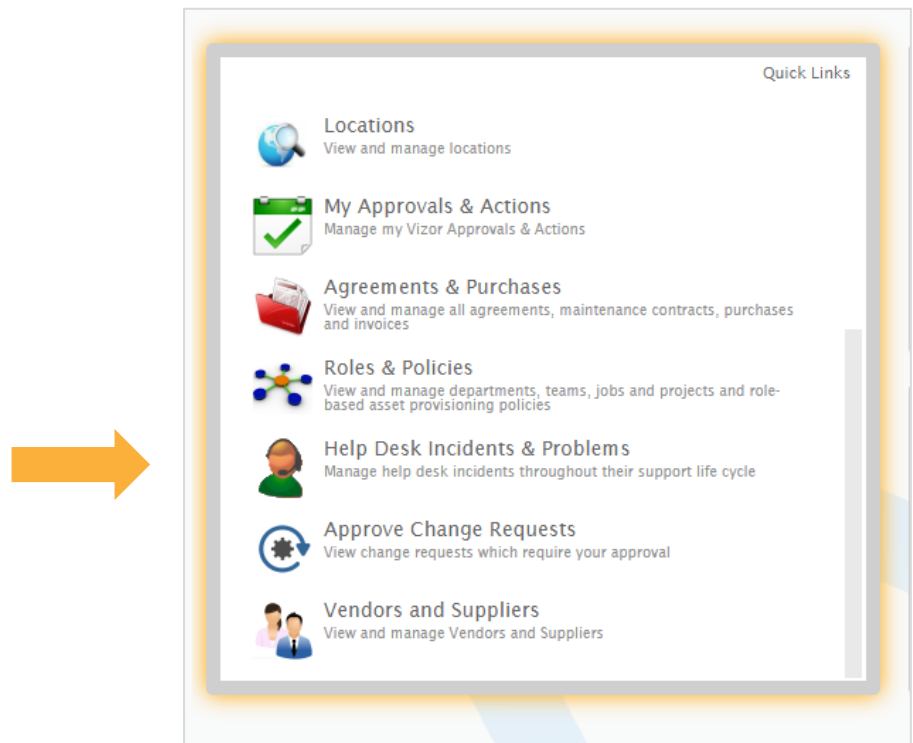 Quick Links
Locations
View and manage locations
My Approvals & Actions
Manage my Vizor Approvals & Actions
Agreements & Purchases
View and manage all agreements, maintenance contracts, purchases
and invoices
Roles & Policies
View and manage departments, teams, jobs and projects and role-
based asset provisioning policies
Help Desk Incidents & Problems
Manage help desk incidents throughout their support life cycle
Approve Change Requests
View change requests which require your approval
Vendors and Suppliers
View and manage Vendors and Suppliers